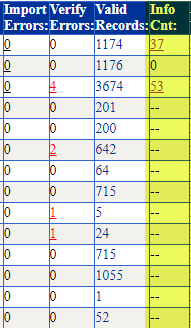 Import Verify Valid Info
Errors: Errors: Records: Cnt:
0 0 1174 37
0 0 1176 0
0 4 3674 53
0 0 201 --
0 0 200 --
0 2 642 --
0 0 64 --
0 0 715 --
0 1 5 --
0 1 24 --
0 0 715 --
0 0 1055 --
0 0 1 --
0 0 52 --